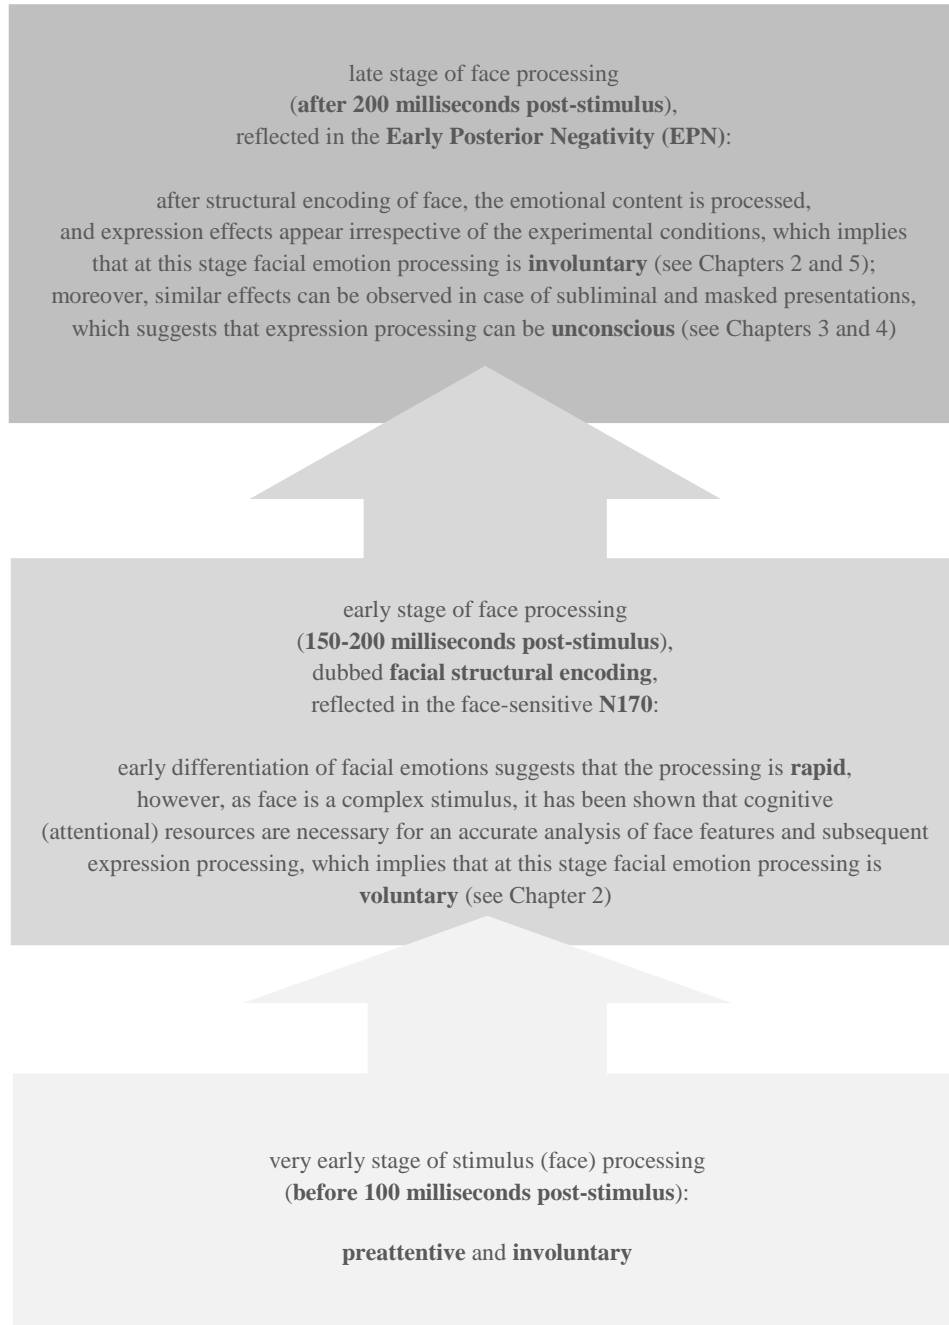 late stage of face processing
(after 200 milliseconds post-stimulus),
reflected in the Early Posterior Negativity (EPN):
after structural encoding of face, the emotional content is processed,
and expression effects appear irrespective of the experimental conditions, which implies
that at this stage facial emotion processing is involuntary (see Chapters 2 and 5);
moreover, similar effects can be observed in case of subliminal and masked presentations,
which suggests that expression processing can be unconscious (see Chapters 3 and 4)
early stage of face processing
(150-200 milliseconds post-stimulus),
dubbed facial structural encoding,
reflected in the face-sensitive N170:
early differentiation of facial emotions suggests that the processing is rapid,
however, as face is a complex stimulus, it has been shown that cognitive
(attentional) resources are necessary for an accurate analysis of face features and subsequent
expression processing, which implies that at this stage facial emotion processing is
voluntary (see Chapter 2)
very early stage of stimulus (face) processing
(before 100 milliseconds post-stimulus):
preattentive and involuntary